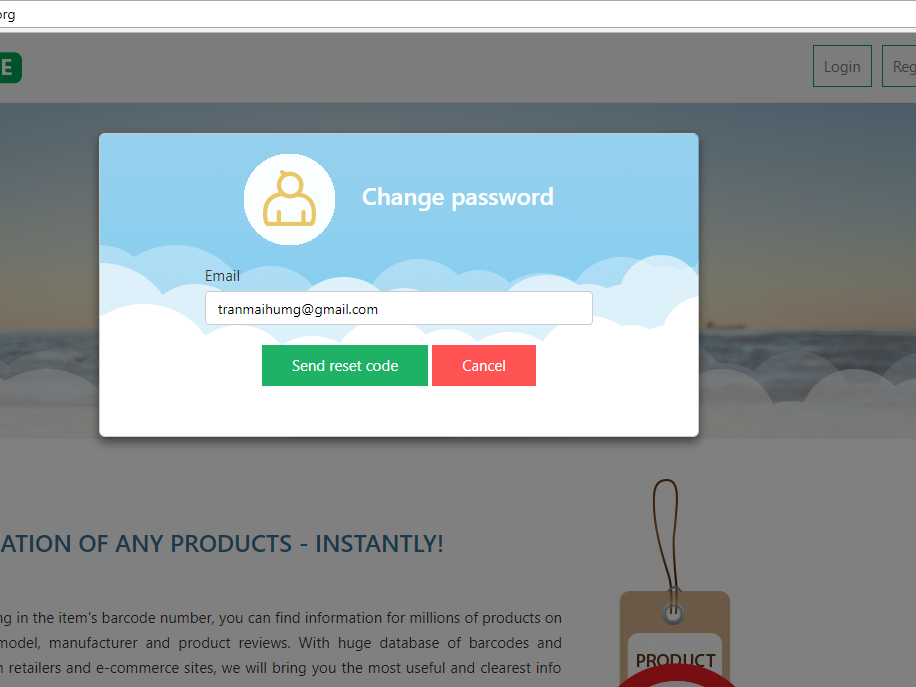 org
E
Login
Reg
Change password
Email
tranmaihumg@gmail.com
Send reset code
Cancel
ATION OF ANY PRODUCTS - INSTANTLY!
ng in the item's barcode number, you can find information for millions of products on
model, manufacturer and product reviews. With huge database of barcodes and
n retailers and e-commerce sites, we will bring you the most useful and clearest info
PRODUCT